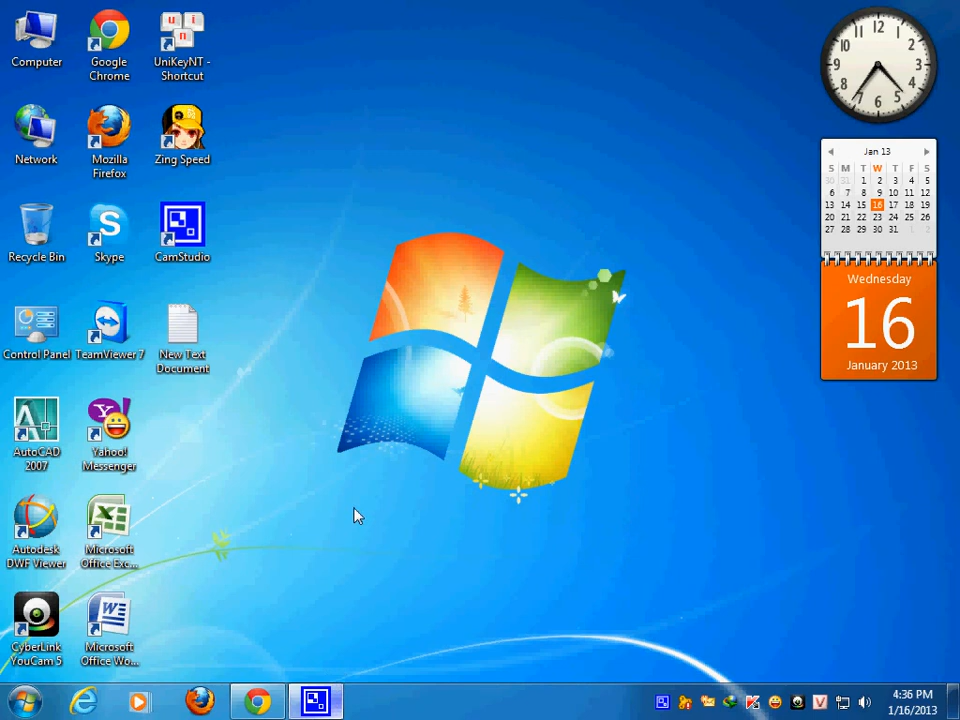 Computer
Google
Chrome
UniKeyNT -
Shortcut
Network
Mozilla
Firefox
Zing Speed
Recycle Bin
Skype
CamStudio
Control Panel
TeamViewer 7
New Text
Document
AutoCAD
2007
Yahoo!
Messenger
Autodesk
DWF Viewer
Microsoft
Office Exc...
CyberLink
YouCam 5
Microsoft
Office Wo...
11 12 1
10 2
9 3
8 4
7 6 5
Jan 13
S M T W T F S
30 31 1 2 3 4 5
6 7 8 9 10 11 12
13 14 15 16 17 18 19
20 21 22 23 24 25 26
27 28 29 30 31 1 2
Wednesday
16
January 2013
4:36 PM
1/16/2013